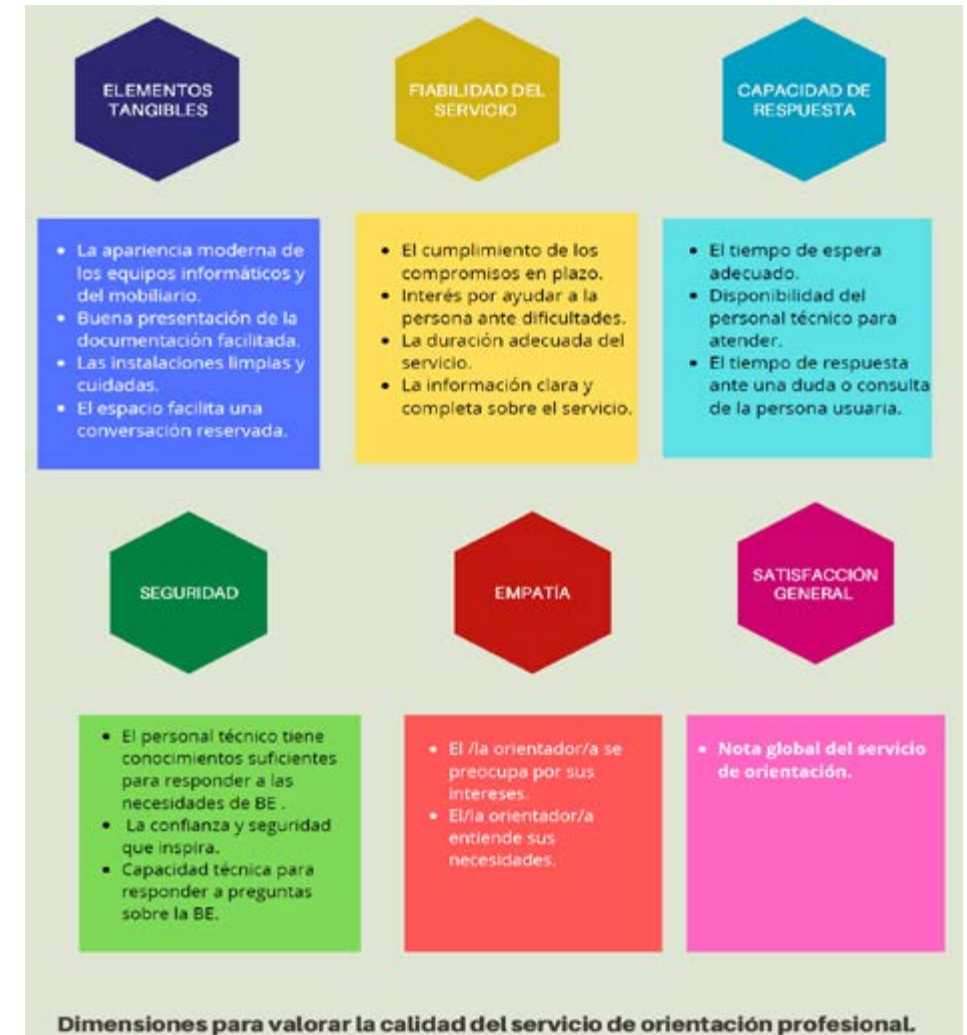 ELEMENTOS
TANGIBLES
• La apariencia moderna de
los equipos informáticos y
del mobiliario.
• Buena presentación de la
documentación facilitada.
• Las instalaciones limpias y
cuidadas.
• El espacio facilita una
conversación reservada.
FIABILIDAD DEL
SERVICIO
• El cumplimiento de los
compromisos en plazo.
• Interés por ayudar a la
persona ante dificultades.
• La duración adecuada del
servicio.
• La información clara y
completa sobre el servicio.
CAPACIDAD DE
RESPUESTA
• El tiempo de espera
adecuado.
• Disponibilidad del
personal técnico para
atender.
• El tiempo de respuesta
ante una duda o consulta
de la persona usuaria.
SEGURIDAD
• El personal técnico tiene
conocimientos suficientes
para responder a las
necesidades de BE .
• La confianza y seguridad
que inspira.
• Capacidad técnica para
responder a preguntas
sobre la BE.
EMPATÍA
• El /la orientador/a se
preocupa por sus
intereses.
• El/la orientador/a
entiende sus
necesidades.
SATISFACCIÓN
GENERAL
• Nota global del servicio
de orientación.
Dimensiones para valorar la calidad del servicio de orientación profesional.